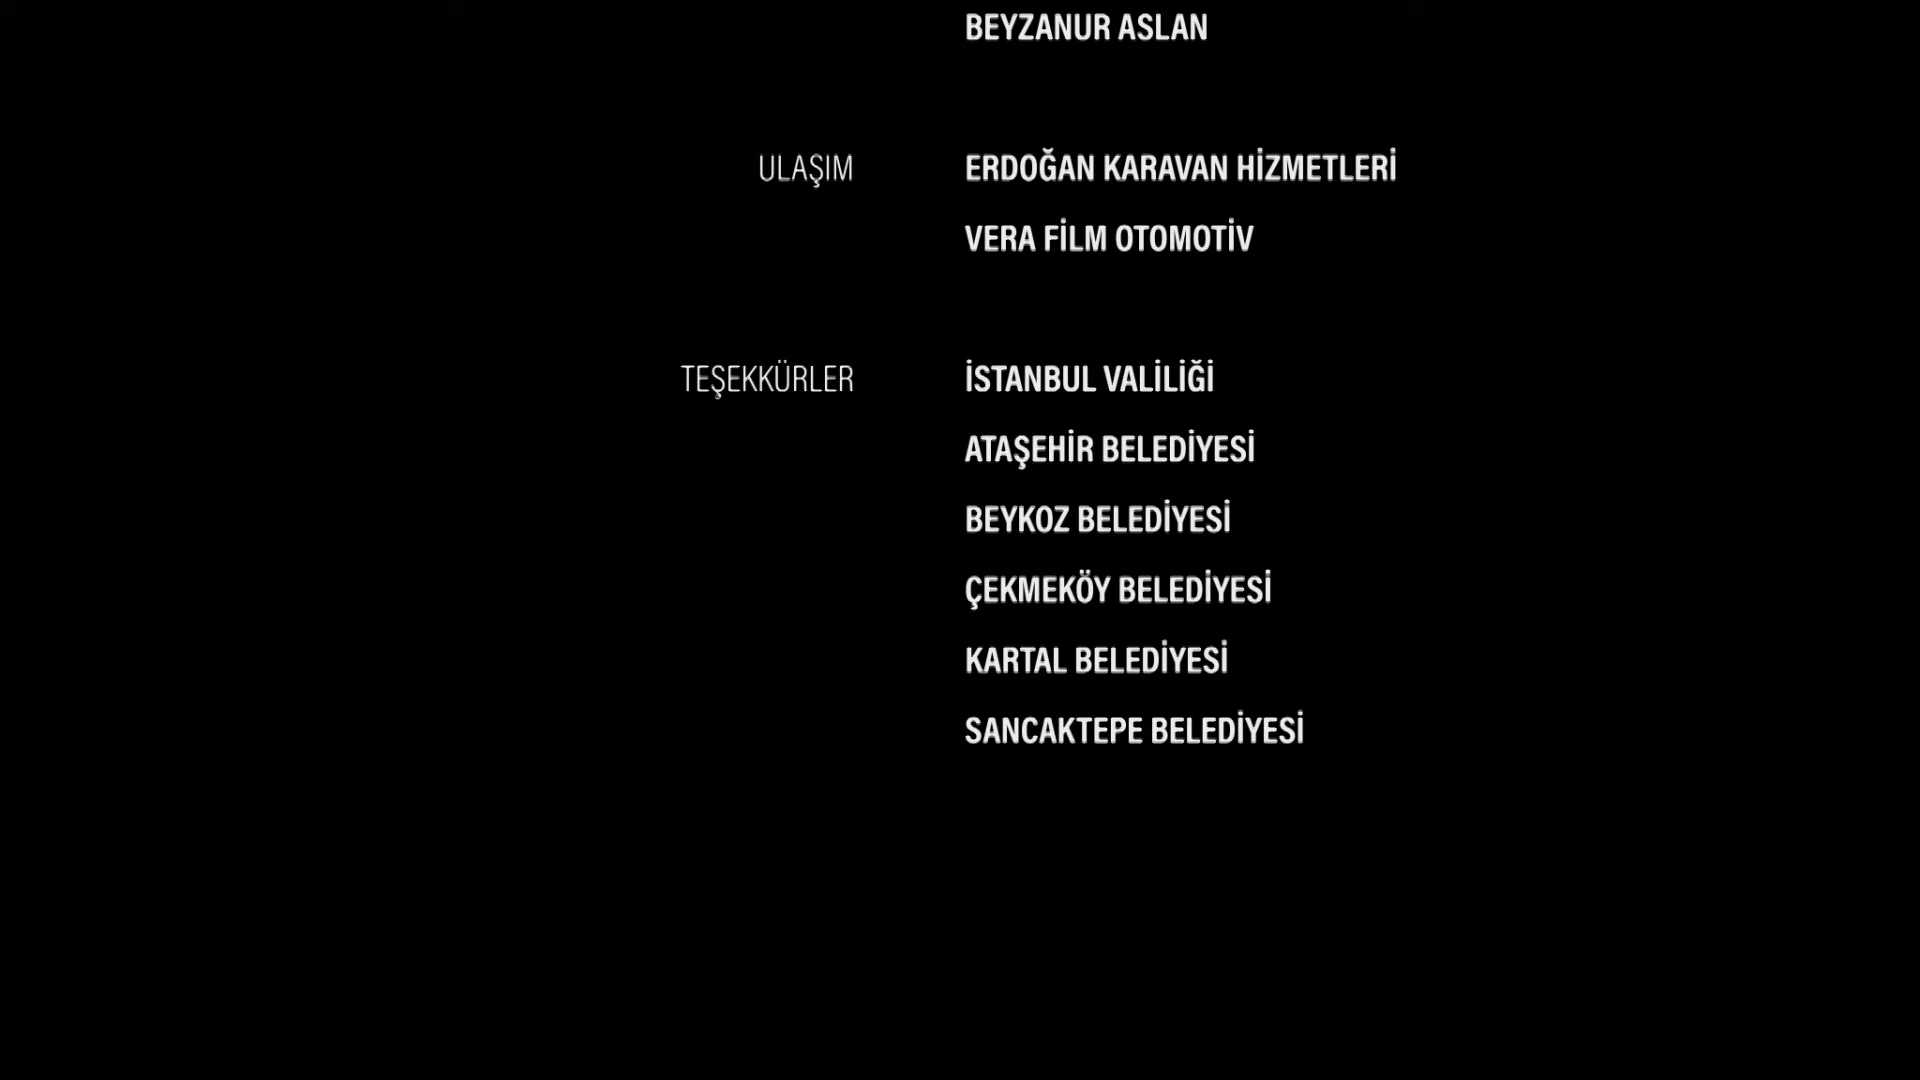 BEYZANUR ASLAN
ULAŞIM ERDOĞAN KARAVAN HİZMETLERİ
VERA FİLM OTOMOTİV
TEŞEKKÜRLER İSTANBUL VALİLİĞİ
ATAŞEHİR BELEDİYESİ
BEYKOZ BELEDİYESİ
ÇEKMEKÖY BELEDİYESİ
KARTAL BELEDİYESİ
SANCAKTEPE BELEDİYESİ